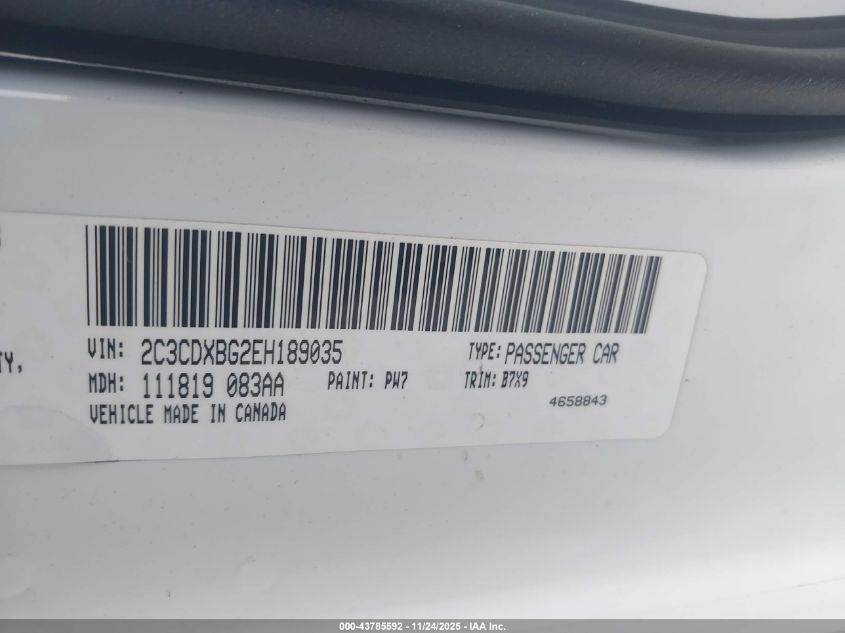 VIN: 2C3CDXBG2EH189035 TYPE: PASSENGER CAR
TY,
MDH: 111819 083AA PAINT: PW7 TRIM: B7X9
VEHICLE MADE IN CANADA 4658843
000-43785592 - 11/24/2025 - IAA Inc.